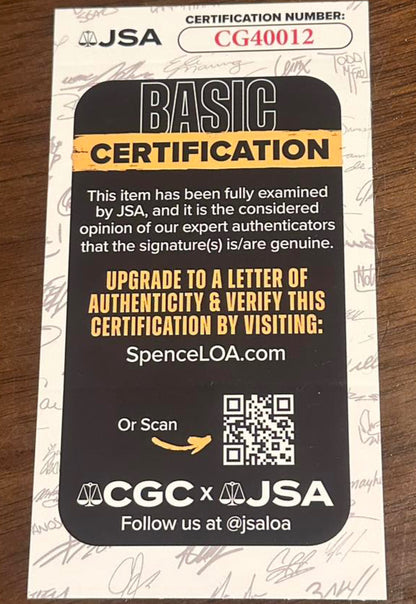 JSA
CERTIFICATION NUMBER:
CG40012
BASIC
CERTIFICATION
This item has been fully examined
by JSA, and it is the considered
opinion of our expert authenticators
that the signature(s) is/are genuine.
UPGRADE TO A LETTER OF
AUTHENTICITY & VERIFY THIS
CERTIFICATION BY VISITING:
SpenceLOA.com
Or Scan
CGC x JSA
Follow us at @jsaloa